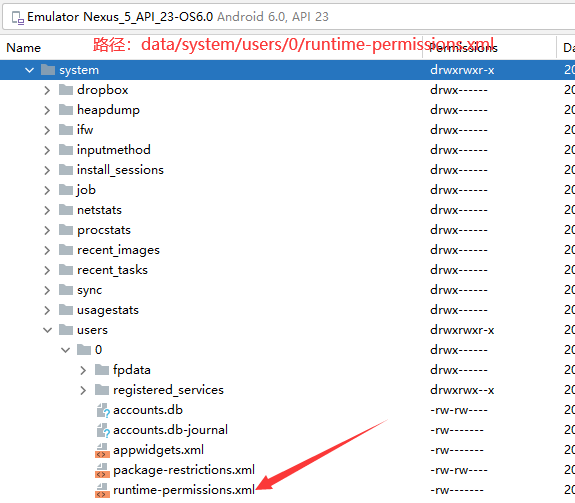 Emulator Nexus_5_API_23-OS6.0 Android 6.0, API 23
路径：data/system/users/0/runtime-permissions.xml
Name Permissions Da
system drwxrwxr-x 20
dropbox drwx------ 20
heapdump drwx------ 20
ifw drwx------ 20
inputmethod drwx------ 20
install_sessions drwx------ 20
job drwx------ 20
netstats drwx------ 20
procstats drwx------ 20
recent_images drwx------ 20
recent_tasks drwx------ 20
sync drwx------ 20
usagestats drwx------ 20
users drwxrwxr-x 20
0 drwx------ 20
fpdata drwx------ 20
registered_services drwxrwx--x 20
accounts.db -rw-rw---- 20
accounts.db-journal -rw------- 20
appwidgets.xml -rw------- 20
package-restrictions.xml -rw-rw---- 20
runtime-permissions.xml -rw------- 20